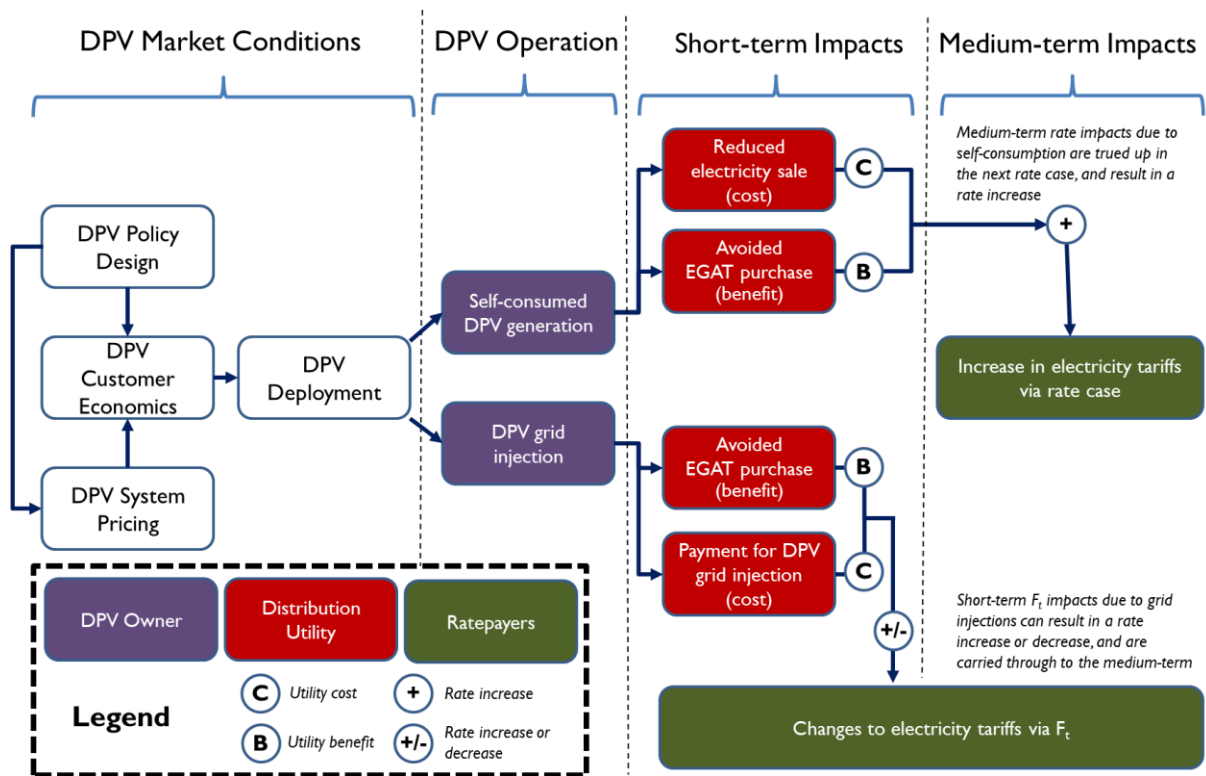 DPV Market Conditions
DPV Operation
Short-term Impacts
Medium-term Impacts
DPV Policy
Design
DPV
Customer
Economics
DPV System
Pricing
DPV
Deployment
Self-consumed
DPV generation
DPV grid
injection
Reduced
electricity sale
(cost)
C
Avoided
EGAT purchase
(benefit)
B
Avoided
EGAT purchase
(benefit)
B
Payment for DPV
grid injection
(cost)
C
+/-
Medium-term rate impacts due to
self-consumption are trued up in
the next rate case, and result in a
rate increase
+
Increase in electricity tariffs
via rate case
Short-term Ft impacts due to grid
injections can result in a rate
increase or decrease, and are
carried through to the medium-term
Changes to electricity tariffs via Ft
DPV Owner
Distribution
Utility
Ratepayers
Legend
C Utility cost
B Utility benefit
+ Rate increase
+/- Rate increase or
decrease